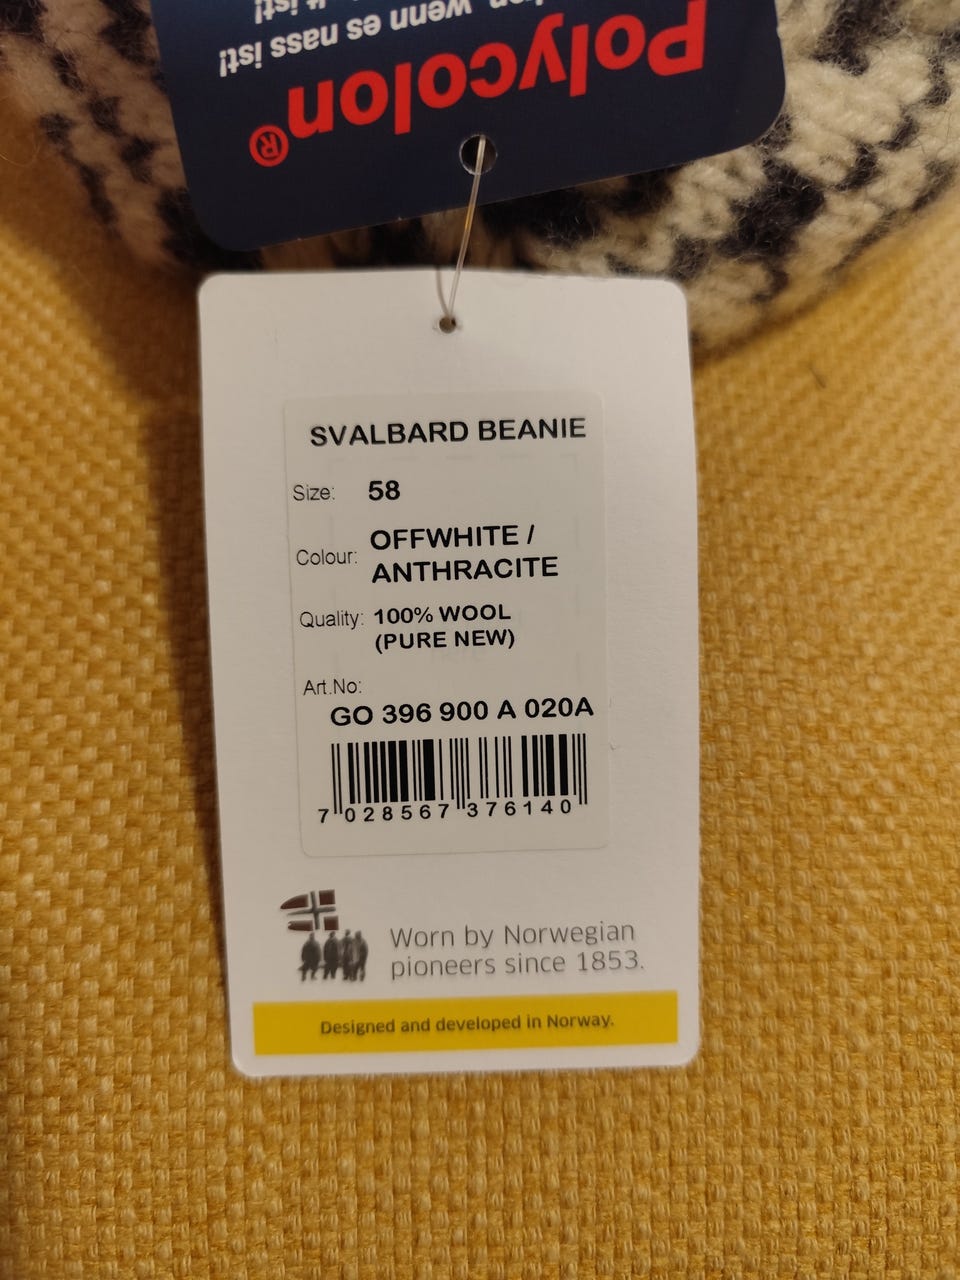 wenn es nass ist!
Polycolon®
SVALBARD BEANIE
Size: 58
Colour: OFFWHITE /
ANTHRACITE
Quality: 100% WOOL
(PURE NEW)
Art.No:
GO 396 900 A 020A
7 028567 376140
Worn by Norwegian
pioneers since 1853.
Designed and developed in Norway.